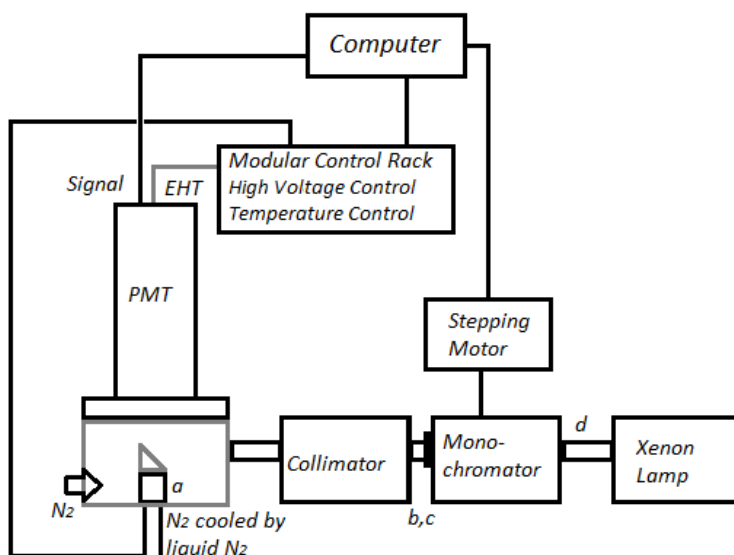 Computer
Modular Control Rack
High Voltage Control
Temperature Control
Signal
EHT
PMT
Stepping
Motor
d
Collimator
Mono-
chromator
Xenon
Lamp
a
N2
b,c
N2 cooled by
liquid N2